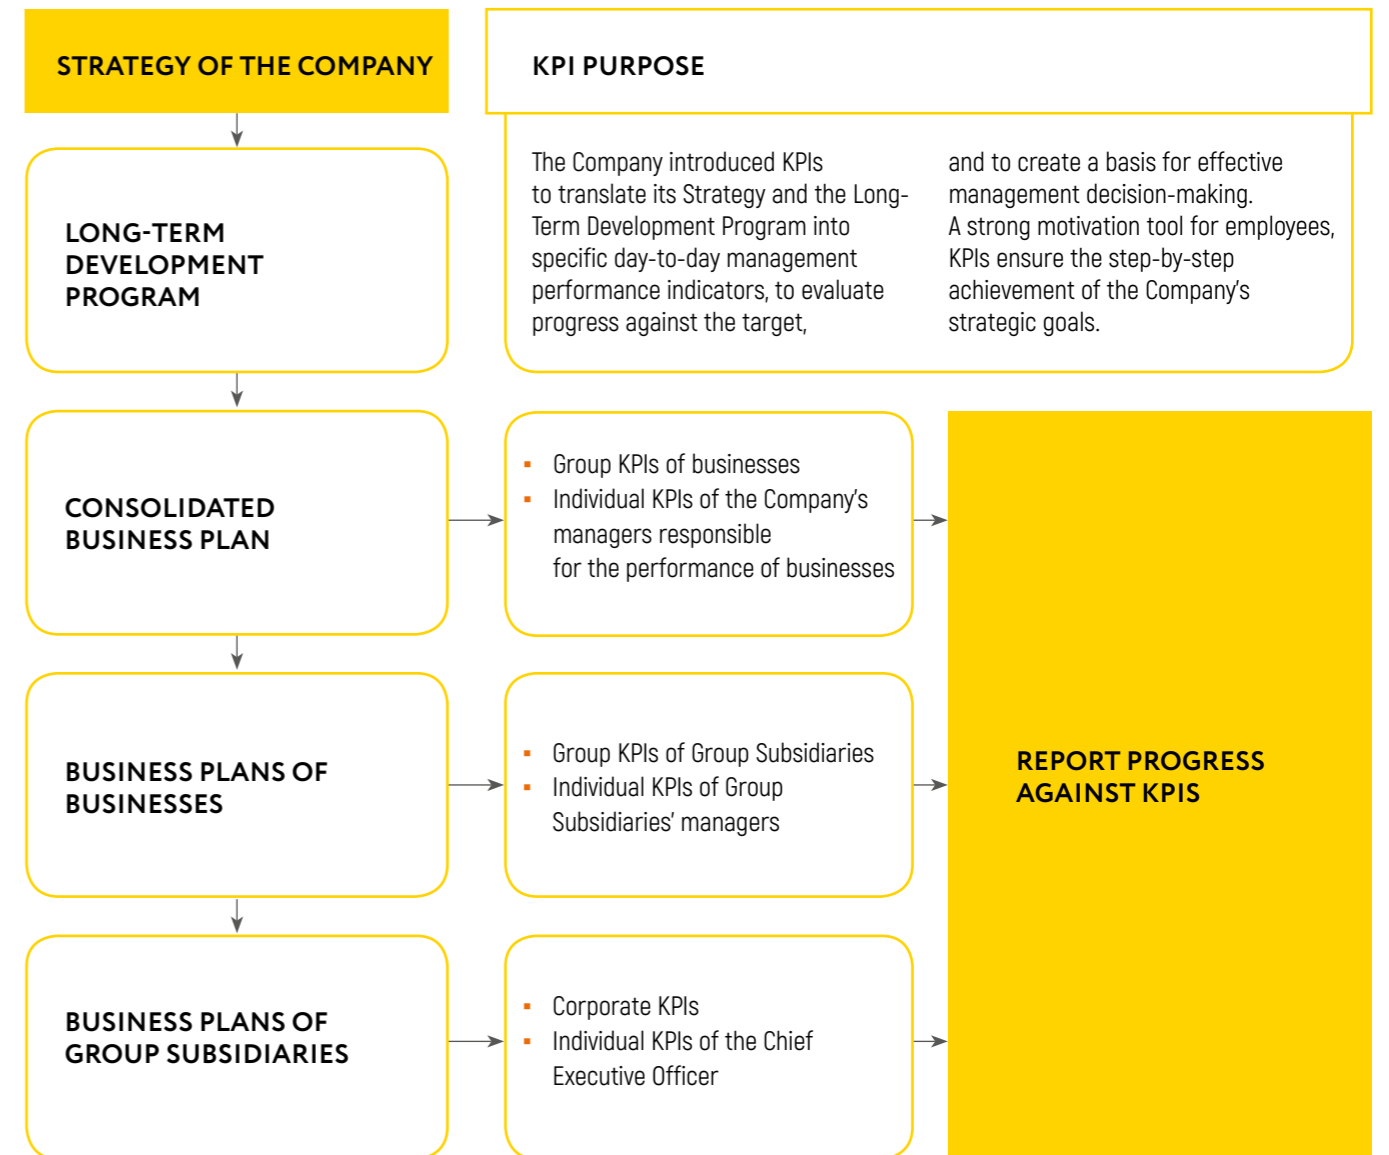 STRATEGY OF THE COMPANY
LONG-TERM
DEVELOPMENT
PROGRAM
CONSOLIDATED
BUSINESS PLAN
BUSINESS PLANS OF
BUSINESSES
BUSINESS PLANS OF
GROUP SUBSIDIARIES
KPI PURPOSE
The Company introduced KPIs
to translate its Strategy and the Long-
Term Development Program into
specific day-to-day management
performance indicators, to evaluate
progress against the target,
and to create a basis for effective
management decision-making.
A strong motivation tool for employees,
KPIs ensure the step-by-step
achievement of the Company's
strategic goals.
▪ Group KPIs of businesses
▪ Individual KPIs of the Company's
managers responsible
for the performance of businesses
▪ Group KPIs of Group Subsidiaries
▪ Individual KPIs of Group
Subsidiaries' managers
▪ Corporate KPIs
▪ Individual KPIs of the Chief
Executive Officer
REPORT PROGRESS
AGAINST KPIS